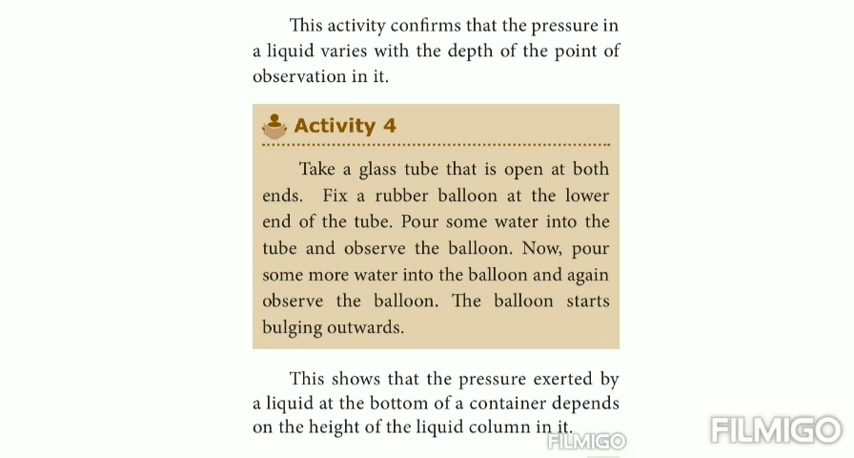 This activity confirms that the pressure in
a liquid varies with the depth of the point of
observation in it.
Activity 4
Take a glass tube that is open at both
ends. Fix a rubber balloon at the lower
end of the tube. Pour some water into the
tube and observe the balloon. Now, pour
some more water into the balloon and again
observe the balloon. The balloon starts
bulging outwards.
This shows that the pressure exerted by
a liquid at the bottom of a container depends
on the height of the liquid column in it.
FILMIGO
FILMIGO